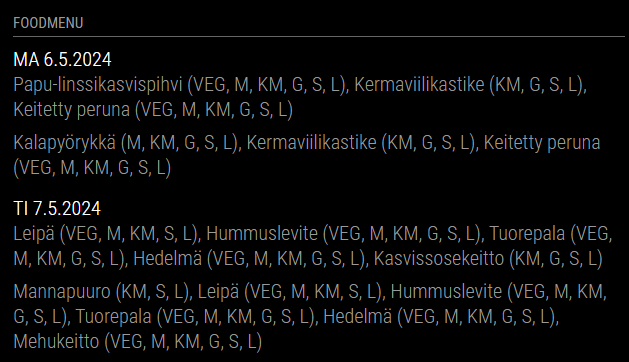 FOODMENU
MA 6.5.2024
Papu-linssikasvispihvi (VEG, M, KM, G, S, L), Kermaviilikastike (KM, G, S, L),
Keitetty peruna (VEG, M, KM, G, S, L)
Kalapyörykkä (M, KM, G, S, L), Kermaviilikastike (KM, G, S, L), Keitetty peruna
(VEG, M, KM, G, S, L)
TI 7.5.2024
Leipä (VEG, M, KM, S, L), Hummuslevite (VEG, M, KM, G, S, L), Tuorepala (VEG,
M, KM, G, S, L), Hedelmä (VEG, M, KM, G, S, L), Kasvissosekeitto (KM, G, S, L)
Mannapuuro (KM, S, L), Leipä (VEG, M, KM, S, L), Hummuslevite (VEG, M, KM,
G, S, L), Tuorepala (VEG, M, KM, G, S, L), Hedelmä (VEG, M, KM, G, S, L),
Mehukeitto (VEG, M, KM, G, S, L)